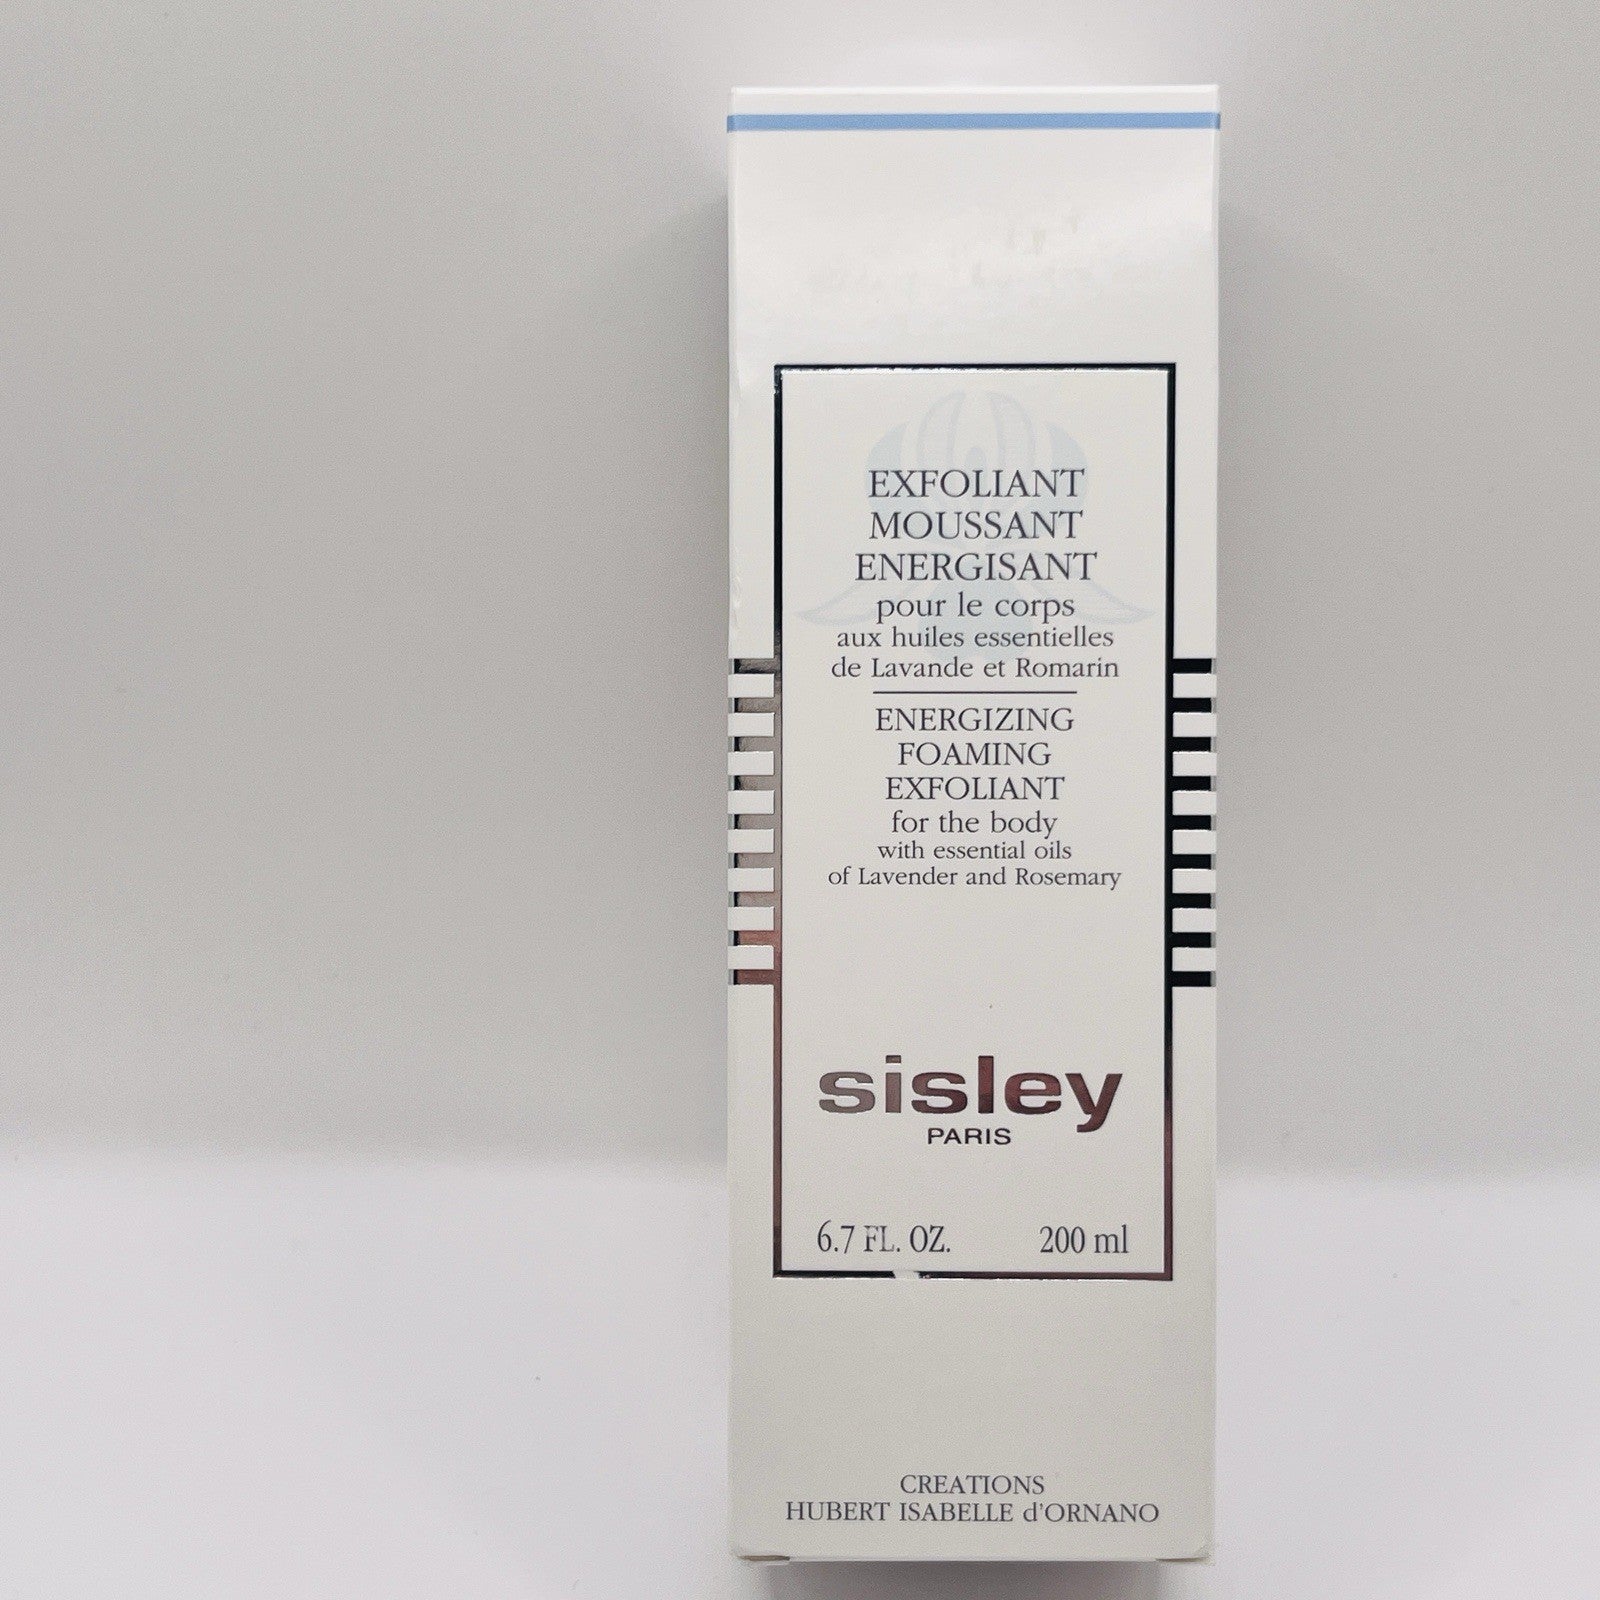 EXFOLIANT
MOUSSANT
ENERGISANT
pour le corps
aux huiles essentielles
de Lavande et Romarin
ENERGIZING
FOAMING
EXFOLIANT
for the body
with essential oils
of Lavender and Rosemary
sisley
PARIS
6.7 FL. OZ. 200 ml
CREATIONS
HUBERT ISABELLE d'ORNANO